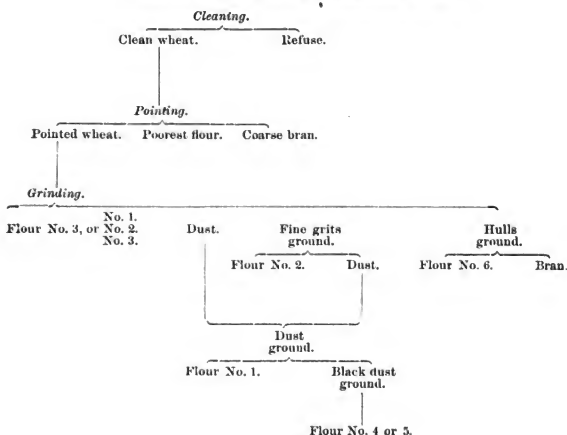 Cleaning.
Clean wheat. Refuse.
Pointing.
Pointed wheat. Poorest flour. Coarse bran.
Grinding.
No. 1.
Flour No. 3, or No. 2. Dust. Fine grits Hulls
No. 3. ground. ground.
Flour No. 2. Dust. Flour No. 6. Bran.
Dust
ground.
Flour No. 1. Black dust
ground.
Flour No. 4 or 5.